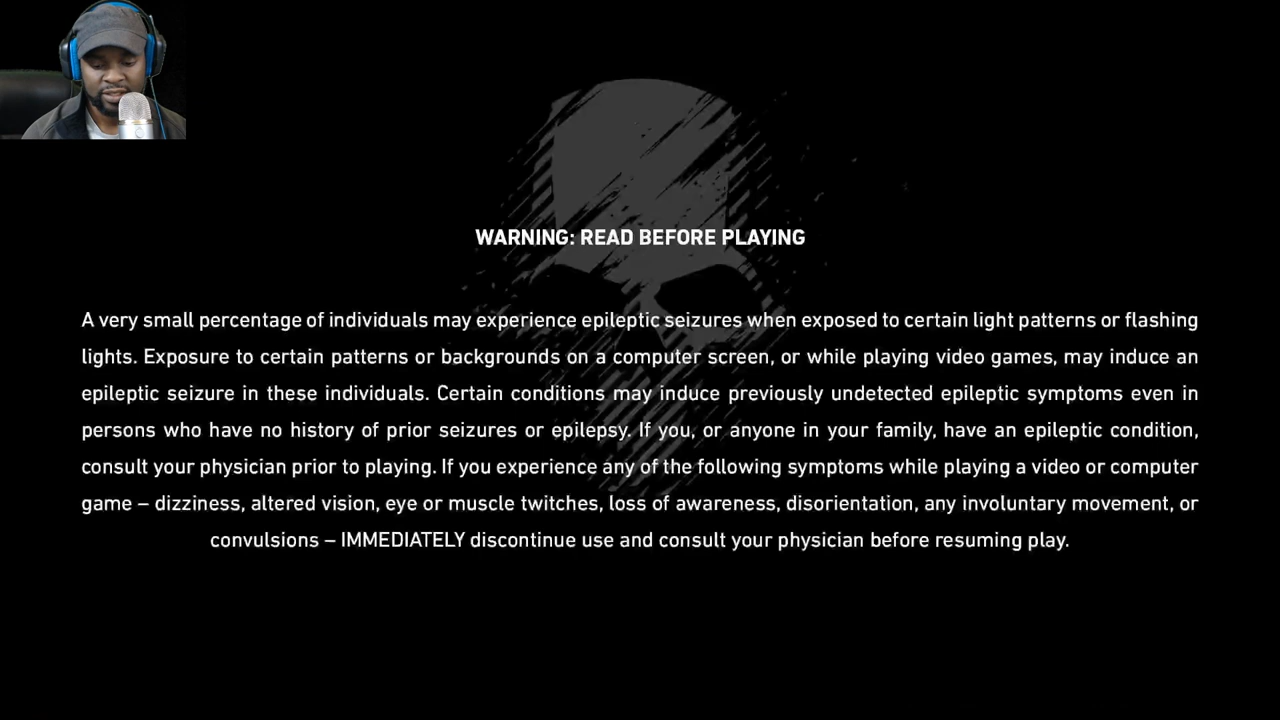 WARNING: READ BEFORE PLAYING
A very small percentage of individuals may experience epileptic seizures when exposed to certain light patterns or flashing
lights. Exposure to certain patterns or backgrounds on a computer screen, or while playing video games, may induce an
epileptic seizure in these individuals. Certain conditions may induce previously undetected epileptic symptoms even in
persons who have no history of prior seizures or epilepsy. If you, or anyone in your family, have an epileptic condition,
consult your physician prior to playing. If you experience any of the following symptoms while playing a video or computer
game – dizziness, altered vision, eye or muscle twitches, loss of awareness, disorientation, any involuntary movement, or
convulsions – IMMEDIATELY discontinue use and consult your physician before resuming play.